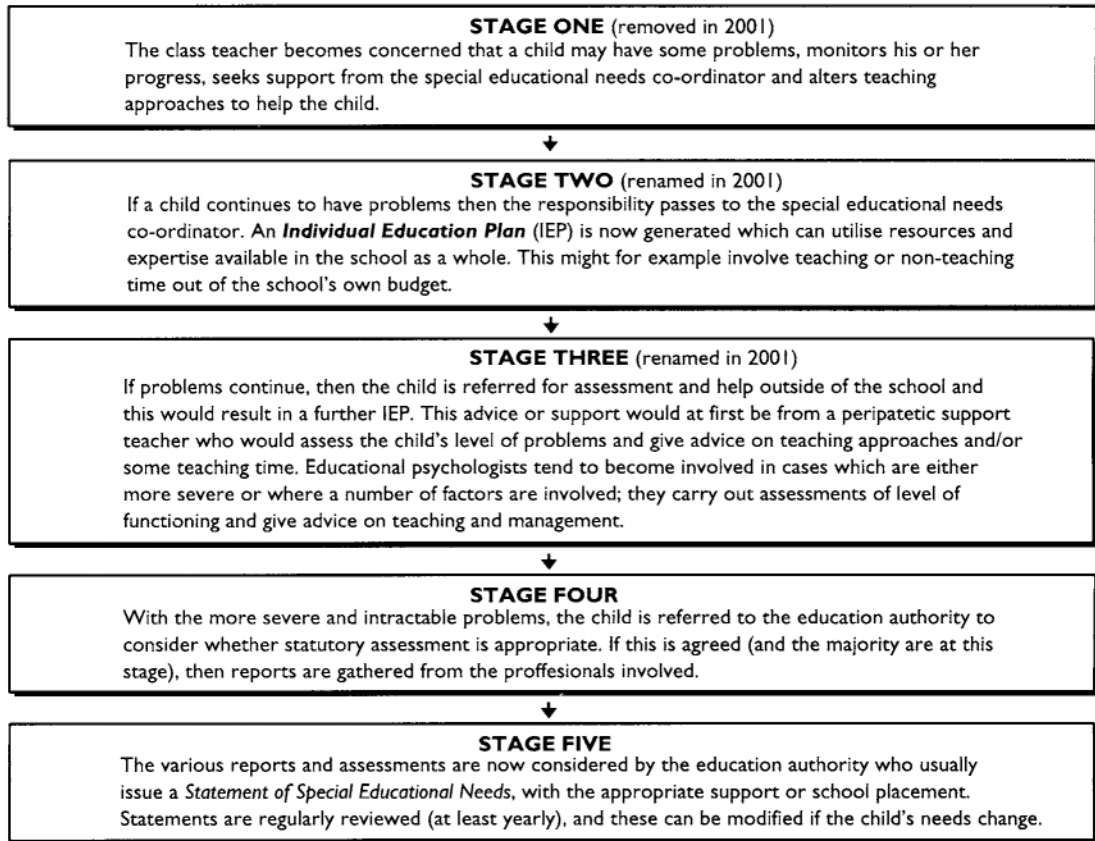 STAGE ONE (removed in 2001)
The class teacher becomes concerned that a child may have some problems, monitors his or her
progress, seeks support from the special educational needs co-ordinator and alters teaching
approaches to help the child.
STAGE TWO (renamed in 2001)
If a child continues to have problems then the responsibility passes to the special educational needs
co-ordinator. An Individual Education Plan (IEP) is now generated which can utilise resources and
expertise available in the school as a whole. This might for example involve teaching or non-teaching
time out of the school's own budget.
STAGE THREE (renamed in 2001)
If problems continue, then the child is referred for assessment and help outside of the school and
this would result in a further IEP. This advice or support would at first be from a peripatetic support
teacher who would assess the child's level of problems and give advice on teaching approaches and/or
some teaching time. Educational psychologists tend to become involved in cases which are either
more severe or where a number of factors are involved; they carry out assessments of level of
functioning and give advice on teaching and management.
STAGE FOUR
With the more severe and intractable problems, the child is referred to the education authority to
consider whether statutory assessment is appropriate. If this is agreed (and the majority are at this
stage), then reports are gathered from the proffesionals involved.
STAGE FIVE
The various reports and assessments are now considered by the education authority who usually
issue a Statement of Special Educational Needs, with the appropriate support or school placement.
Statements are regularly reviewed (at least yearly), and these can be modified if the child's needs change.